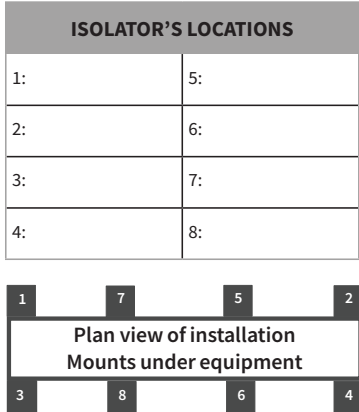 ISOLATOR’S LOCATIONS
1: 5:
2: 6:
3: 7:
4: 8:
1 7 5 2
Plan view of installation
Mounts under equipment
3 8 6 4